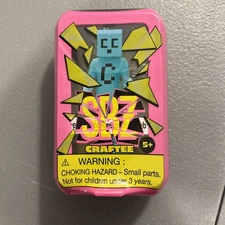 C
SBZ
CRAFTEE
5+
⚠ WARNING :
CHOKING HAZARD - Small parts.
Not for children under 3 years.